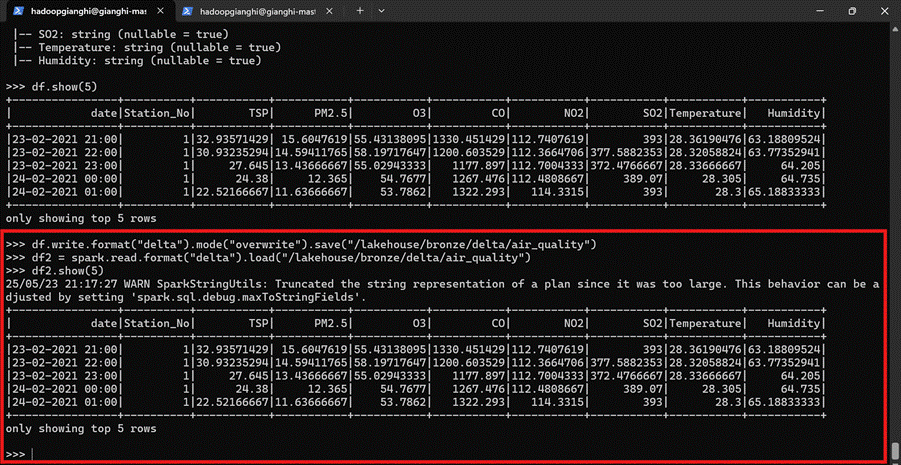 hadoopgianghi@gianghi-mast
hadoopgianghi@gianghi-mast
|-- SO2: string (nullable = true)
|-- Temperature: string (nullable = true)
|-- Humidity: string (nullable = true)
>>> df.show(5)
+----------------+----------+-----------+-----------+-----------+-----------+-----------+-----------+-----------+-----------+
|            date|Station_No|        TSP|      PM2.5|         O3|         CO|        NO2|        SO2|Temperature|   Humidity|
+----------------+----------+-----------+-----------+-----------+-----------+-----------+-----------+-----------+-----------+
|23-02-2021 21:00|         1|32.93571429| 15.6047619|55.43138095|1330.451429|112.7407619|        393|28.36190476|63.18809524|
|23-02-2021 22:00|         1|30.93235294|14.59411765|58.19717647|1200.603529|112.3664706|377.5882353|28.32058824|63.77352941|
|23-02-2021 23:00|         1|     27.645|13.43666667|55.02943333|   1177.897|112.7004333|372.4766667|28.33666667|     64.205|
|24-02-2021 00:00|         1|      24.38|     12.365|    54.7677|   1267.476|112.4808667|     389.07|     28.305|     64.735|
|24-02-2021 01:00|         1|22.52166667|11.63666667|    53.7862|   1322.293|   114.3315|        393|       28.3|65.18833333|
+----------------+----------+-----------+-----------+-----------+-----------+-----------+-----------+-----------+-----------+
only showing top 5 rows
>>> df.write.format("delta").mode("overwrite").save("/lakehouse/bronze/delta/air_quality")
>>> df2 = spark.read.format("delta").load("/lakehouse/bronze/delta/air_quality")
>>> df2.show(5)
25/05/23 21:17:27 WARN SparkStringUtils: Truncated the string representation of a plan since it was too large. This behavior can be a
djusted by setting 'spark.sql.debug.maxToStringFields'.
+----------------+----------+-----------+-----------+-----------+-----------+-----------+-----------+-----------+-----------+
|            date|Station_No|        TSP|      PM2.5|         O3|         CO|        NO2|        SO2|Temperature|   Humidity|
+----------------+----------+-----------+-----------+-----------+-----------+-----------+-----------+-----------+-----------+
|23-02-2021 21:00|         1|32.93571429| 15.6047619|55.43138095|1330.451429|112.7407619|        393|28.36190476|63.18809524|
|23-02-2021 22:00|         1|30.93235294|14.59411765|58.19717647|1200.603529|112.3664706|377.5882353|28.32058824|63.77352941|
|23-02-2021 23:00|         1|     27.645|13.43666667|55.02943333|   1177.897|112.7004333|372.4766667|28.33666667|     64.205|
|24-02-2021 00:00|         1|      24.38|     12.365|    54.7677|   1267.476|112.4808667|     389.07|     28.305|     64.735|
|24-02-2021 01:00|         1|22.52166667|11.63666667|    53.7862|   1322.293|   114.3315|        393|       28.3|65.18833333|
+----------------+----------+-----------+-----------+-----------+-----------+-----------+-----------+-----------+-----------+
only showing top 5 rows
>>>